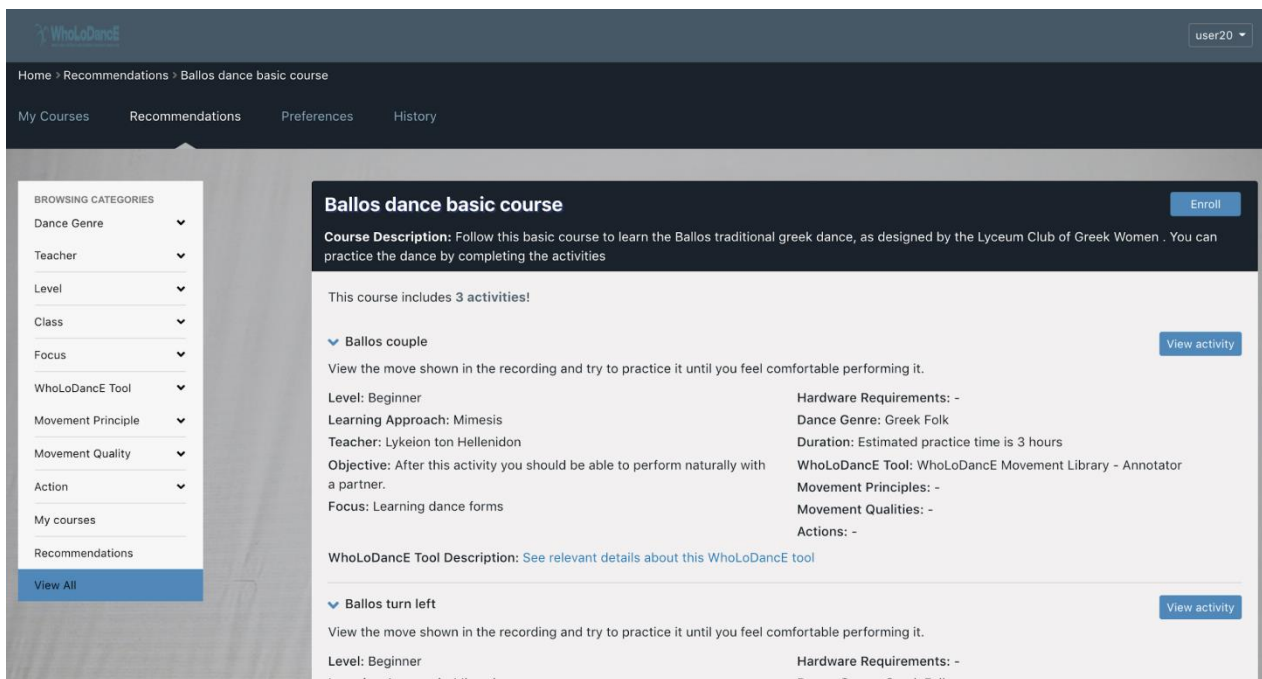 WhoLoDancE
user20
Home > Recommendations > Ballos dance basic course
My Courses Recommendations Preferences History
BROWSING CATEGORIES
Dance Genre
Teacher
Level
Class
Focus
WhoLoDancE Tool
Movement Principle
Movement Quality
Action
My courses
Recommendations
View All
Ballos dance basic course
Enroll
Course Description: Follow this basic course to learn the Ballos traditional greek dance, as designed by the Lyceum Club of Greek Women . You can
practice the dance by completing the activities
This course includes 3 activities!
Ballos couple
View activity
View the move shown in the recording and try to practice it until you feel comfortable performing it.
Level: Beginner
Learning Approach: Mimesis
Teacher: Lykeion ton Hellenidon
Objective: After this activity you should be able to perform naturally with
a partner.
Focus: Learning dance forms
Hardware Requirements: -
Dance Genre: Greek Folk
Duration: Estimated practice time is 3 hours
WhoLoDancE Tool: WhoLoDancE Movement Library - Annotator
Movement Principles: -
Movement Qualities: -
Actions: -
WhoLoDancE Tool Description: See relevant details about this WhoLoDancE tool
Ballos turn left
View activity
View the move shown in the recording and try to practice it until you feel comfortable performing it.
Level: Beginner
Hardware Requirements: -